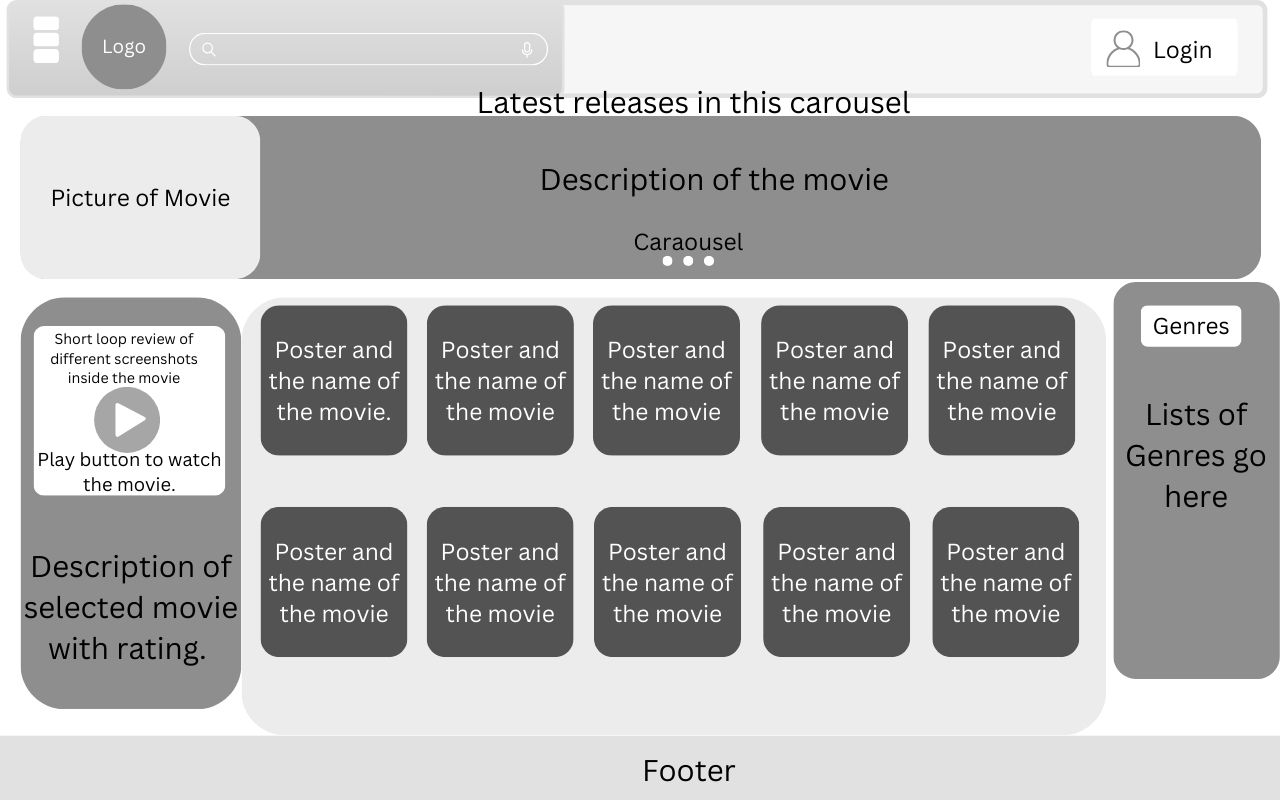 Logo
Login
Latest releases in this carousel
Picture of Movie
Description of the movie
Caraousel
Short loop review of
different screenshots
inside the movie
Play button to watch
the movie.
Description of
selected movie
with rating.
Poster and
the name of
the movie.
Poster and
the name of
the movie
Poster and
the name of
the movie
Poster and
the name of
the movie
Poster and
the name of
the movie
Poster and
the name of
the movie
Poster and
the name of
the movie
Poster and
the name of
the movie
Poster and
the name of
the movie
Poster and
the name of
the movie
Genres
Lists of
Genres go
here
Footer